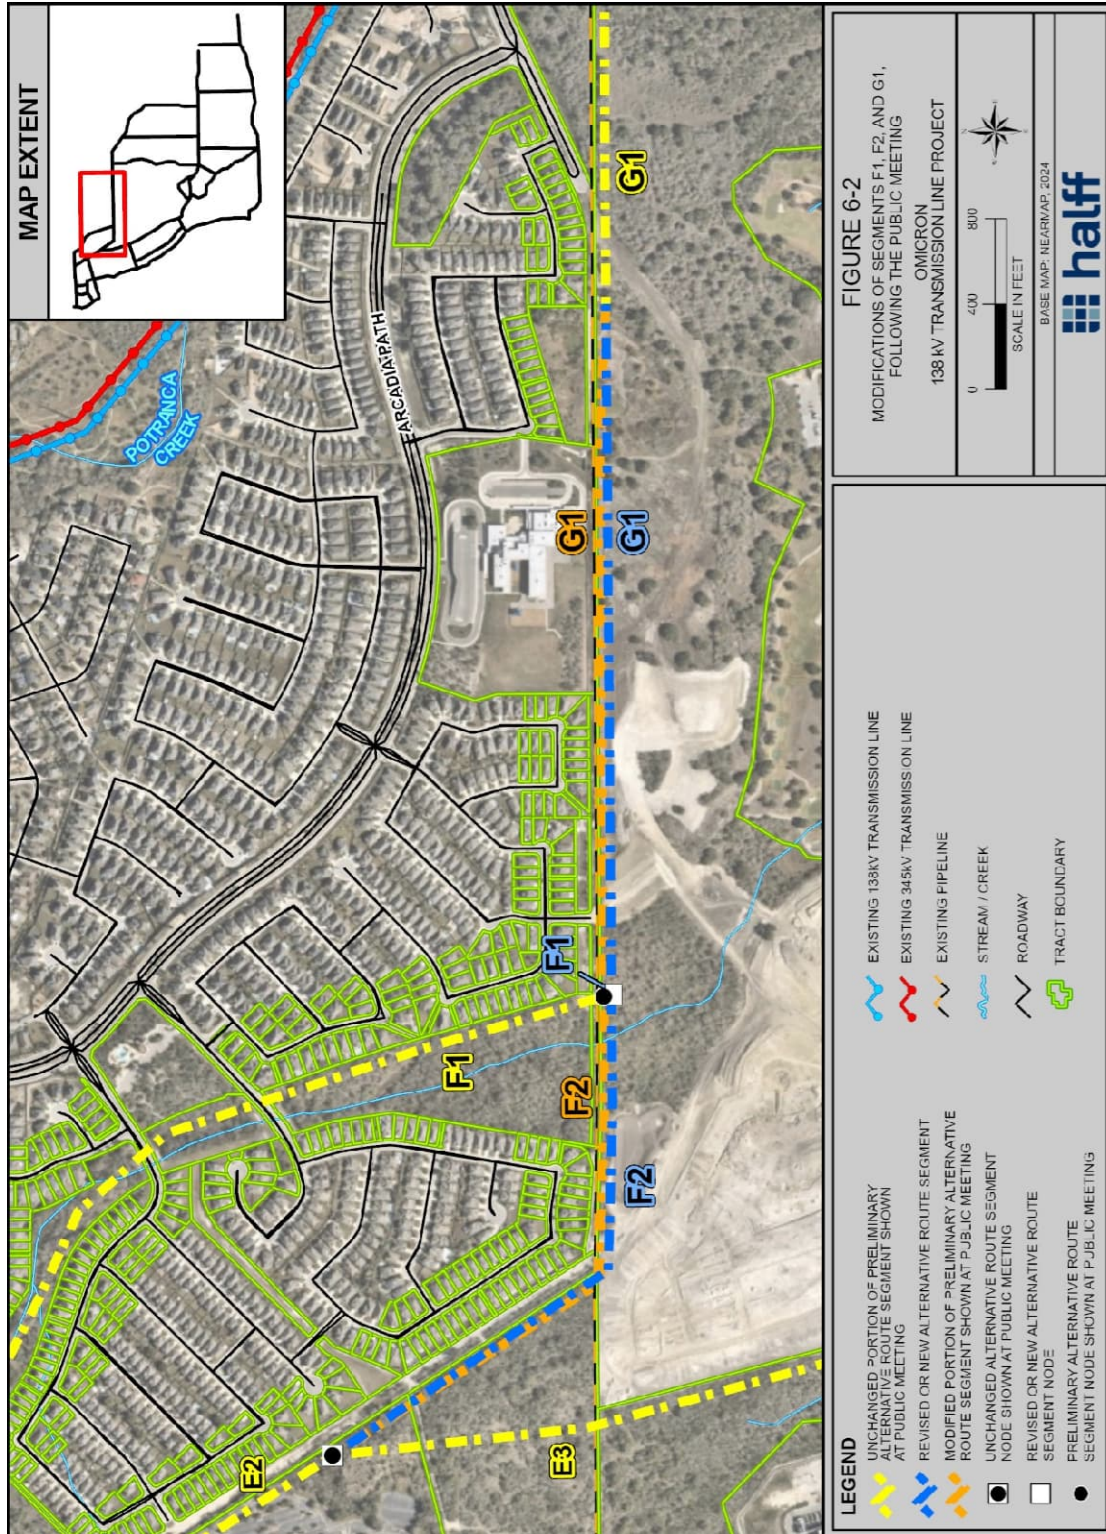 MAP EXTENT
POTRANCA
CREEK
ARCADIA PATH
E2
E3
F1
F1
F2
F2
G1
G1
G1
LEGEND
UNCHANGED PORTION OF PRELIMINARY
ALTERNATIVE ROUTE SEGMENT SHOWN
AT PUBLIC MEETING
REVISED OR NEW ALTERNATIVE ROUTE SEGMENT
MODIFIED PORTION OF PRELIMINARY ALTERNATIVE
ROUTE SEGMENT SHOWN AT PUBLIC MEETING
UNCHANGED ALTERNATIVE ROUTE SEGMENT
NODE SHOWN AT PUBLIC MEETING
REVISED OR NEW ALTERNATIVE ROUTE
SEGMENT NODE
PRELIMINARY ALTERNATIVE ROUTE
SEGMENT NODE SHOWN AT PUBLIC MEETING
EXISTING 138kV TRANSMISSION LINE
EXISTING 345kV TRANSMISSION LINE
EXISTING PIPELINE
STREAM / CREEK
ROADWAY
TRACT BOUNDARY
FIGURE 6-2
MODIFICATIONS OF SEGMENTS F1, F2, AND G1,
FOLLOWING THE PUBLIC MEETING
OMICRON
138 kV TRANSMISSION LINE PROJECT
0 400 800
SCALE IN FEET
N
E
S
W
BASE MAP: NEARMAP, 2024
halff